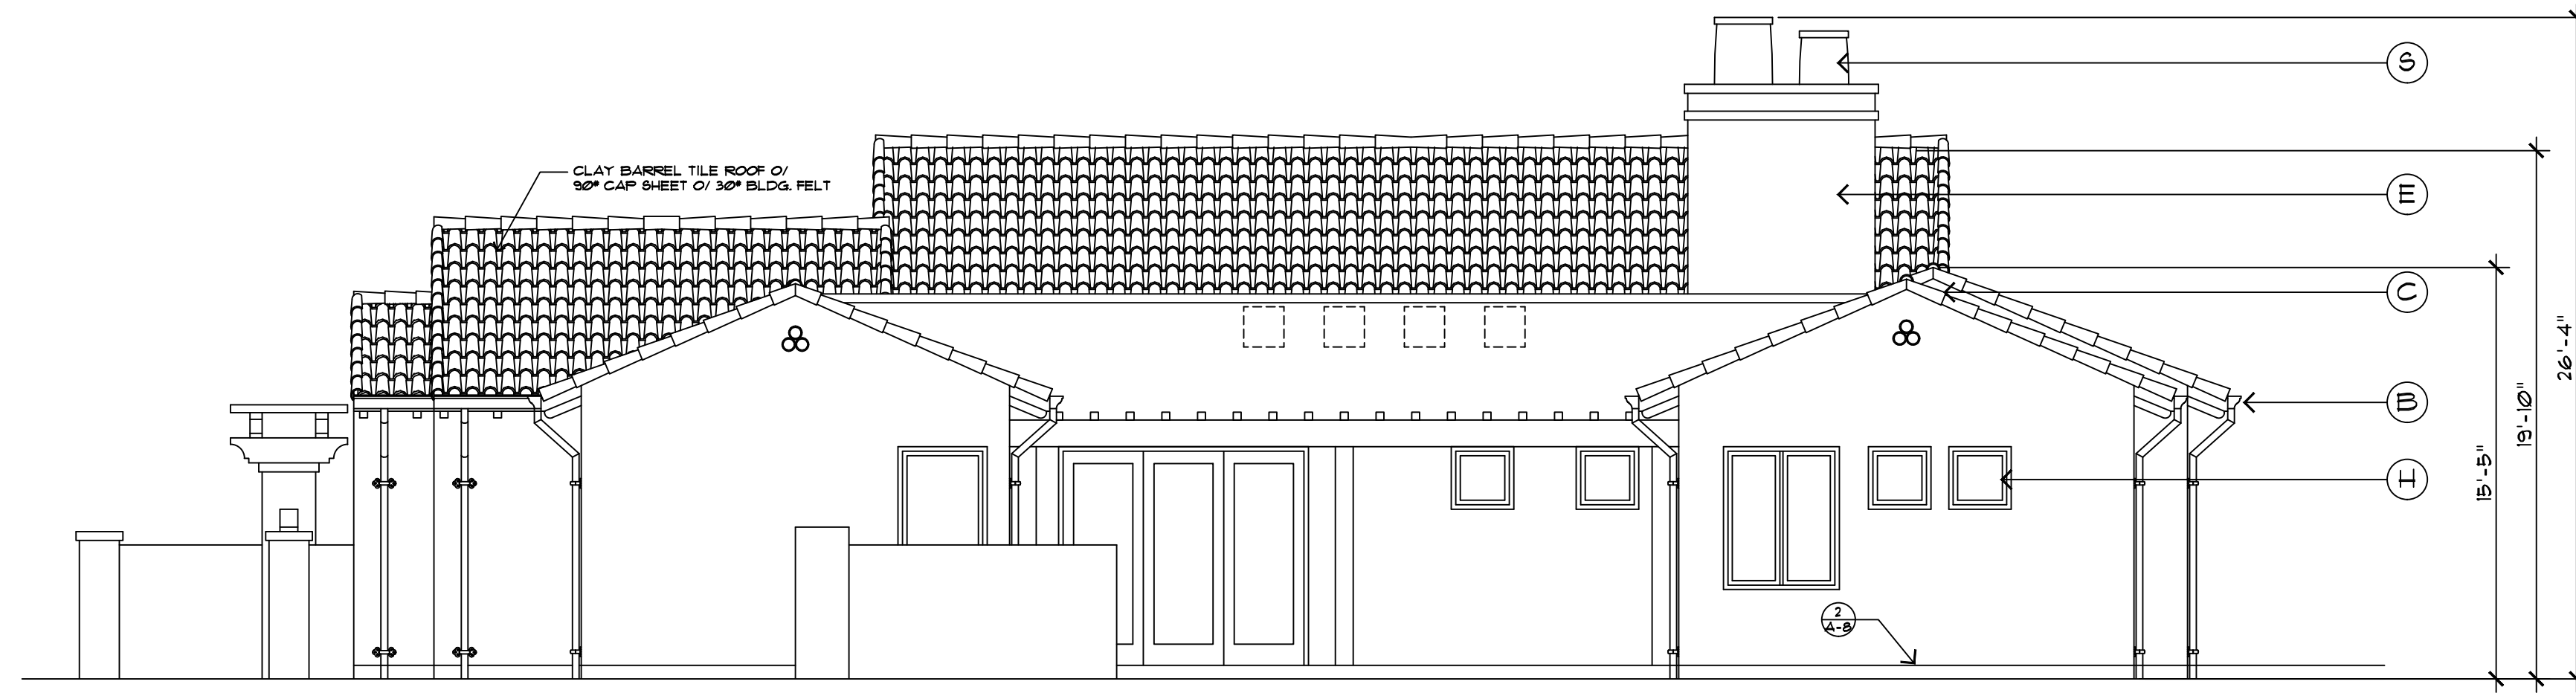 S
CLAY BARREL TILE ROOF O/
90# CAP SHEET O/ 30# BLDG. FELT
E
C
26'-4"
B
19'-10"
15'-5"
H
2
A-8